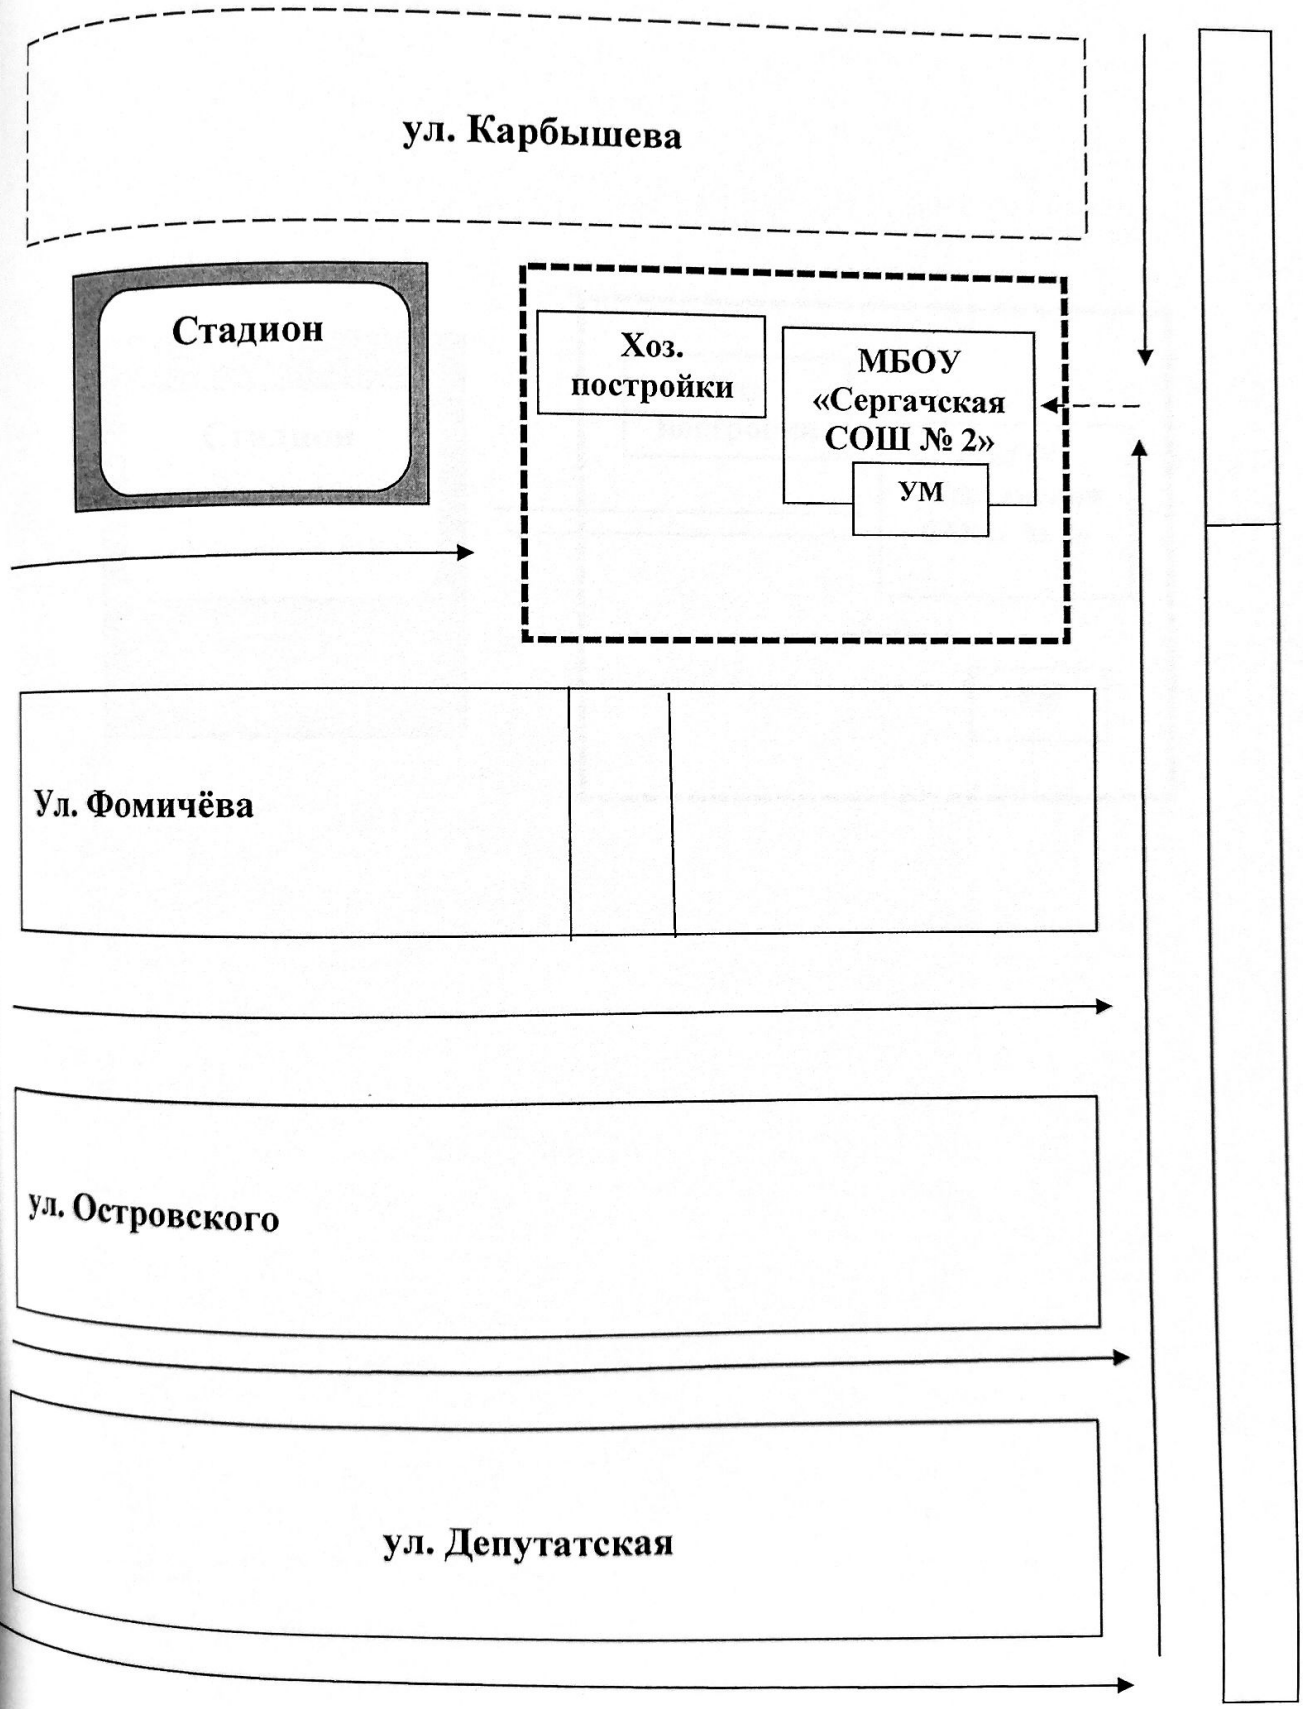 ул. Карбышева
Стадион
Хоз.
постройки
МБОУ
«Сергачская
СОШ № 2»
УМ
Ул. Фомичёва
ул. Островского
ул. Депутатская